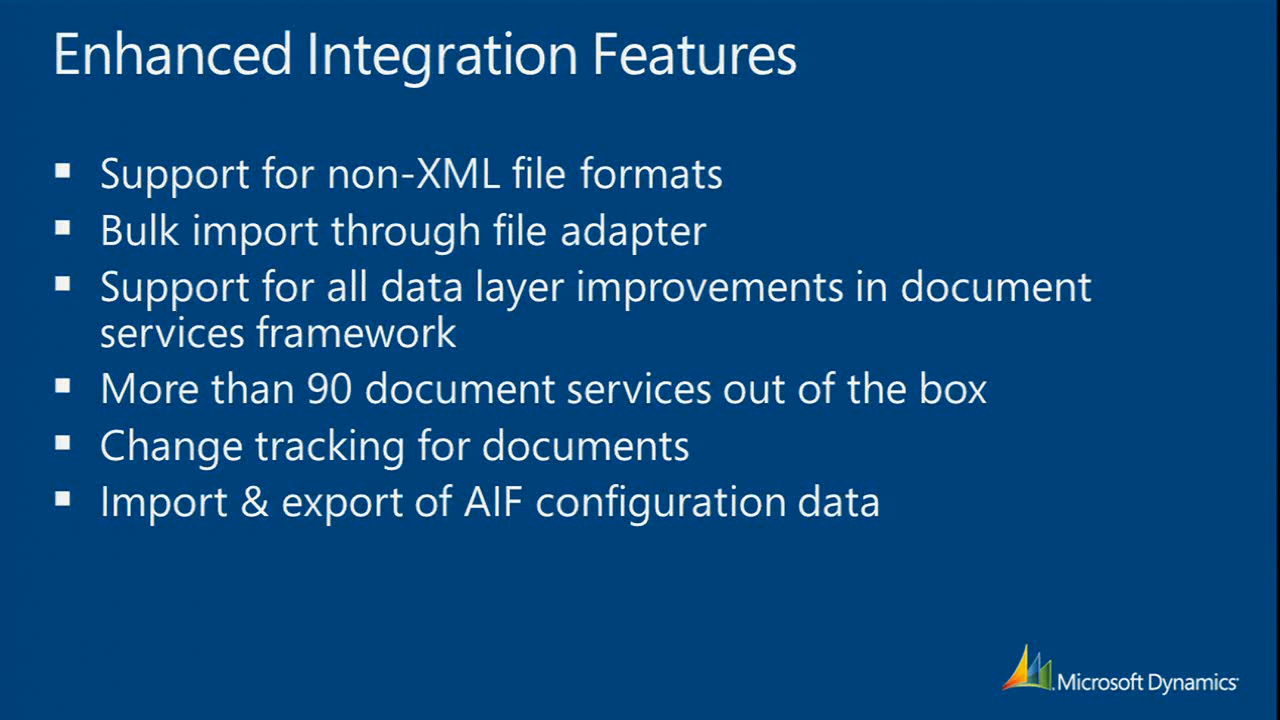 Enhanced Integration Features
▪ Support for non-XML file formats
▪ Bulk import through file adapter
▪ Support for all data layer improvements in document
services framework
▪ More than 90 document services out of the box
▪ Change tracking for documents
▪ Import & export of AIF configuration data
Microsoft Dynamics